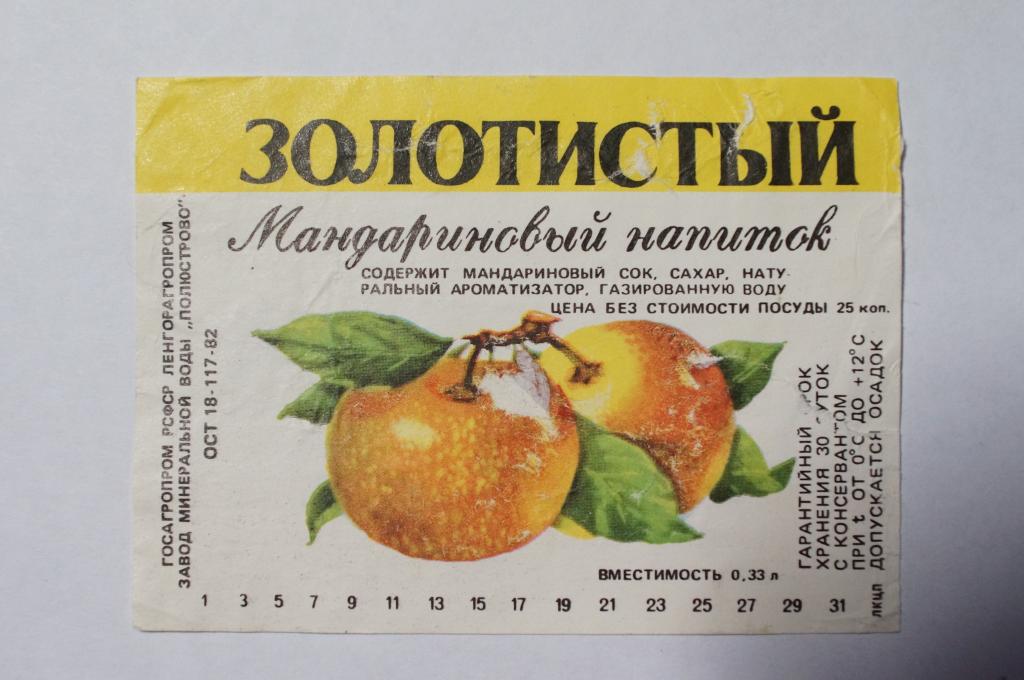 ЗОЛОТИСТЫЙ
Мандариновый напиток
СОДЕРЖИТ МАНДАРИНОВЫЙ СОК, САХАР, НАТУ-
РАЛЬНЫЙ АРОМАТИЗАТОР, ГАЗИРОВАННУЮ ВОДУ
ЦЕНА БЕЗ СТОИМОСТИ ПОСУДЫ 25 коп.
ГОСАГРОПРОМ РСФСР ЛЕНГОРАГРОПРОМ
ЗАВОД МИНЕРАЛЬНОЙ ВОДЫ „ПОЛЮСТРОВО".
ОСТ 18-117-82
ГАРАНТИЙНЫЙ СРОК
ХРАНЕНИЯ 30 СУТОК
С КОНСЕРВАНТОМ
ПРИ t ОТ 0°С ДО +12°С
ДОПУСКАЕТСЯ ОСАДОК
ВМЕСТИМОСТЬ 0,33 л
1 3 5 7 9 11 13 15 17 19 21 23 25 27 29 31
ЛКЦП